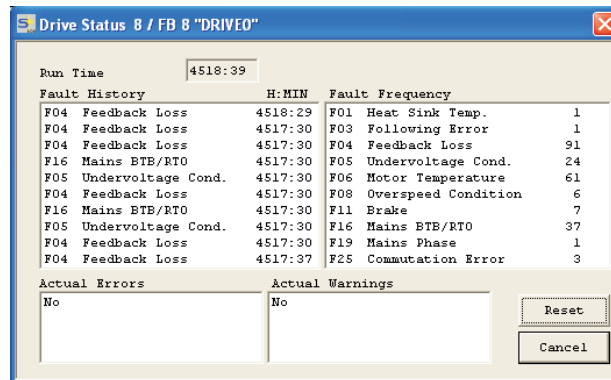 Drive Status 8 / FB 8 "DRIVE0"
Run Time 4518:39
Fault History H:MIN
F04 Feedback Loss 4518:29
F04 Feedback Loss 4517:30
F16 Mains BTB/RTO 4517:30
F05 Undervoltage Cond. 4517:30
F04 Feedback Loss 4517:30
F16 Mains BTB/RTO 4517:30
F05 Undervoltage Cond. 4517:30
F04 Feedback Loss 4517:30
F04 Feedback Loss 4517:37
Fault Frequency
F01 Heat Sink Temp. 1
F03 Following Error 1
F04 Feedback Loss 91
F05 Undervoltage Cond. 24
F06 Motor Temperature 61
F08 Overspeed Condition 6
F11 Brake 7
F16 Mains BTB/RTO 37
F19 Mains Phase 1
F25 Commutation Error 3
Actual Errors
No
Actual Warnings
No
Reset
Cancel